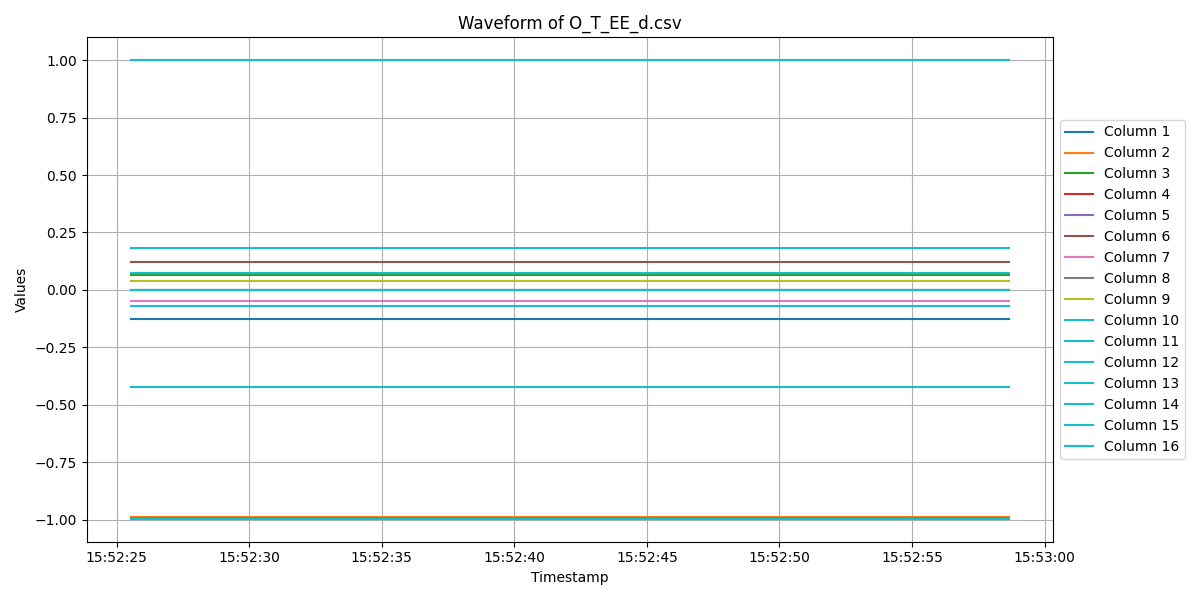 Waveform of O_T_EE_d.csv
1.00
0.75
0.50
0.25
0.00
−0.25
−0.50
−0.75
−1.00
Values
15:52:25 15:52:30 15:52:35 15:52:40 15:52:45 15:52:50 15:52:55 15:53:00
Timestamp
Column 1
Column 2
Column 3
Column 4
Column 5
Column 6
Column 7
Column 8
Column 9
Column 10
Column 11
Column 12
Column 13
Column 14
Column 15
Column 16